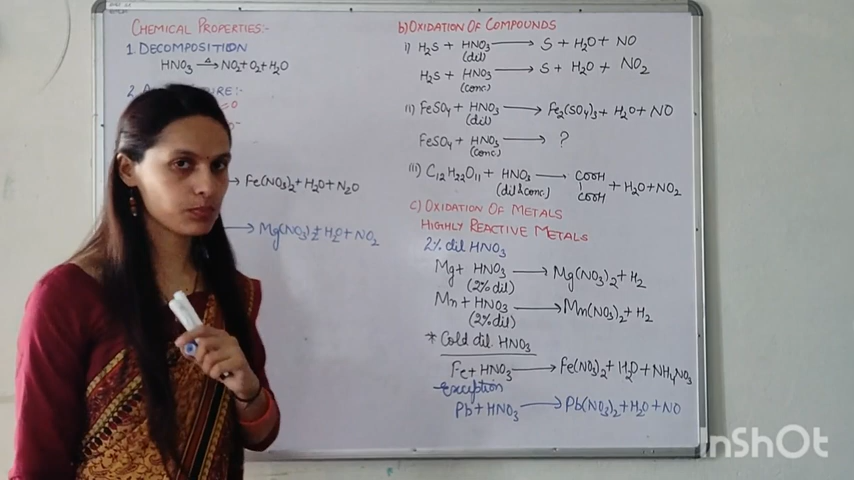 CHEMICAL PROPERTIES:-
1. DECOMPOSITION
HNO₃ —Δ→ NO₂+O₂+H₂O
2.
=0
→ Fe(NO₃)₂+H₂O+N₂O
→ Mg(NO₃)₂+H₂O+NO₂
b) OXIDATION OF COMPOUNDS
i) H₂S + HNO₃ → S + H₂O + NO
(dil)
H₂S + HNO₃ → S + H₂O + NO₂
(conc)
ii) FeSO₄ + HNO₃ → Fe₂(SO₄)₃ + H₂O + NO
(dil)
FeSO₄ + HNO₃ → ?
(conc)
iii) C₁₂H₂₂O₁₁ + HNO₃ → COOH
(dil & conc) | + H₂O + NO₂
COOH
c) OXIDATION OF METALS
HIGHLY REACTIVE METALS
2% dil HNO₃
Mg + HNO₃ → Mg(NO₃)₂ + H₂
(2% dil)
Mn + HNO₃ → Mn(NO₃)₂ + H₂
(2% dil)
* Cold dil. HNO₃
Fe + HNO₃ → Fe(NO₃)₂ + H₂O + NH₄NO₃
Exception
Pb + HNO₃ → Pb(NO₃)₂ + H₂O + NO
InShOt